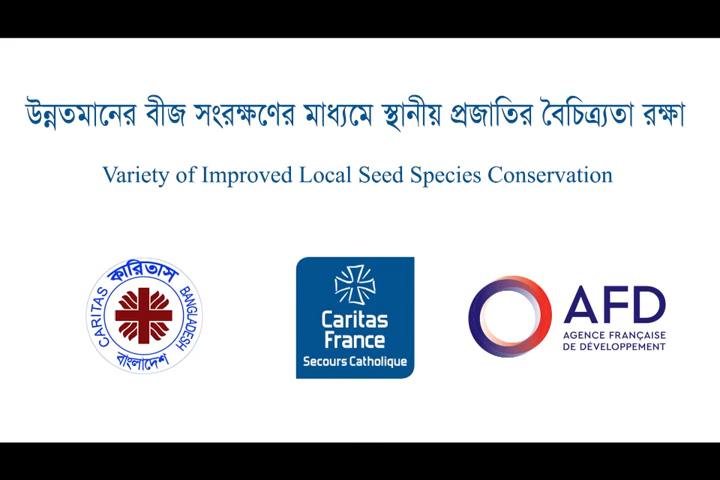 উন্নতমানের বীজ সংরক্ষণের মাধ্যমে স্থানীয় প্রজাতির বৈচিত্র্যতা রক্ষা
Variety of Improved Local Seed Species Conservation
কারিতাস
CARITAS BANGLADESH
বাংলাদেশ
Caritas
France
Secours Catholique
AFD
AGENCE FRANÇAISE
DE DÉVELOPPEMENT